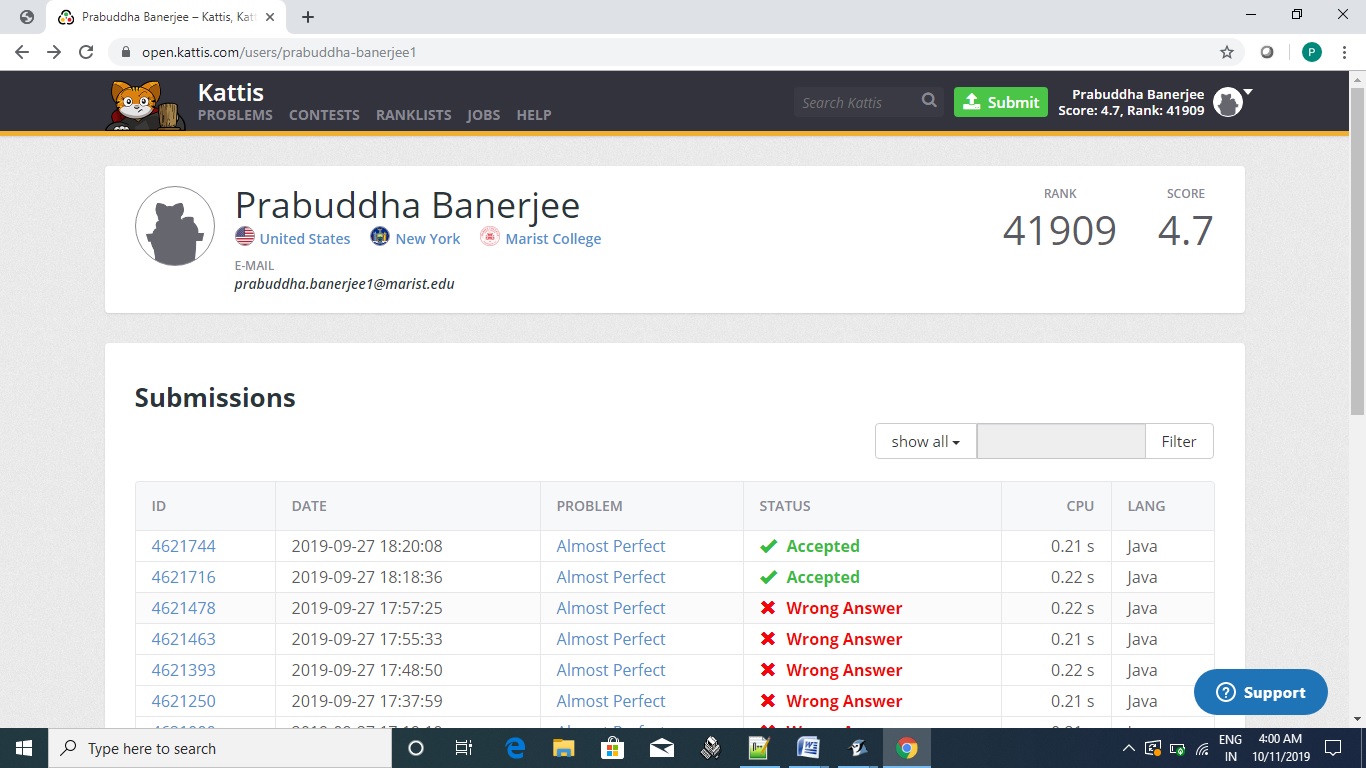 Prabuddha Banerjee – Kattis, Kat
open.kattis.com/users/prabuddha-banerjee1
P
Kattis
PROBLEMS CONTESTS RANKLISTS JOBS HELP
Search Kattis
Submit
Prabuddha Banerjee
Score: 4.7, Rank: 41909
Prabuddha Banerjee
United States New York Marist College
E-MAIL
prabuddha.banerjee1@marist.edu
RANK SCORE
41909 4.7
Submissions
show all Filter
ID DATE PROBLEM STATUS CPU LANG
4621744 2019-09-27 18:20:08 Almost Perfect Accepted 0.21 s Java
4621716 2019-09-27 18:18:36 Almost Perfect Accepted 0.22 s Java
4621478 2019-09-27 17:57:25 Almost Perfect Wrong Answer 0.22 s Java
4621463 2019-09-27 17:55:33 Almost Perfect Wrong Answer 0.21 s Java
4621393 2019-09-27 17:48:50 Almost Perfect Wrong Answer 0.22 s Java
4621250 2019-09-27 17:37:59 Almost Perfect Wrong Answer 0.21 s Java
Support
Type here to search
ENG
IN
4:00 AM
10/11/2019